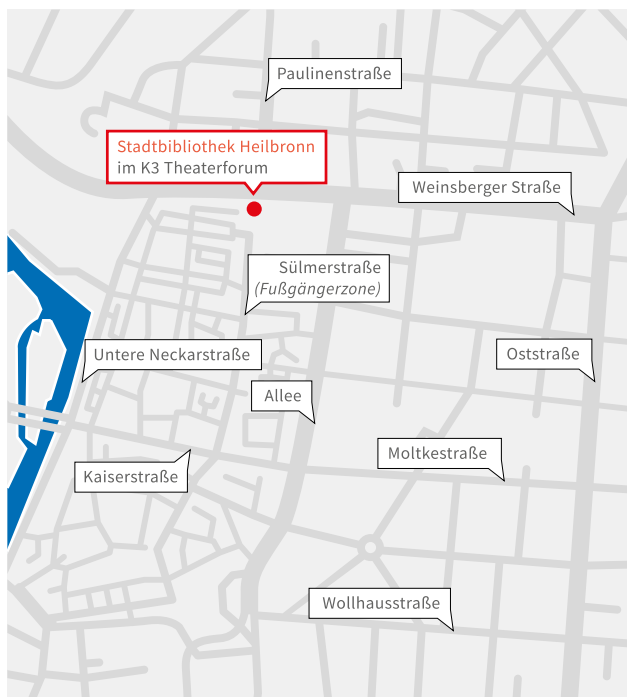 Paulinenstraße
Stadtbibliothek Heilbronn
im K3 Theaterforum
Weinsberger Straße
Sülmerstraße
(Fußgängerzone)
Untere Neckarstraße
Oststraße
Allee
Moltkestraße
Kaiserstraße
Wollhausstraße